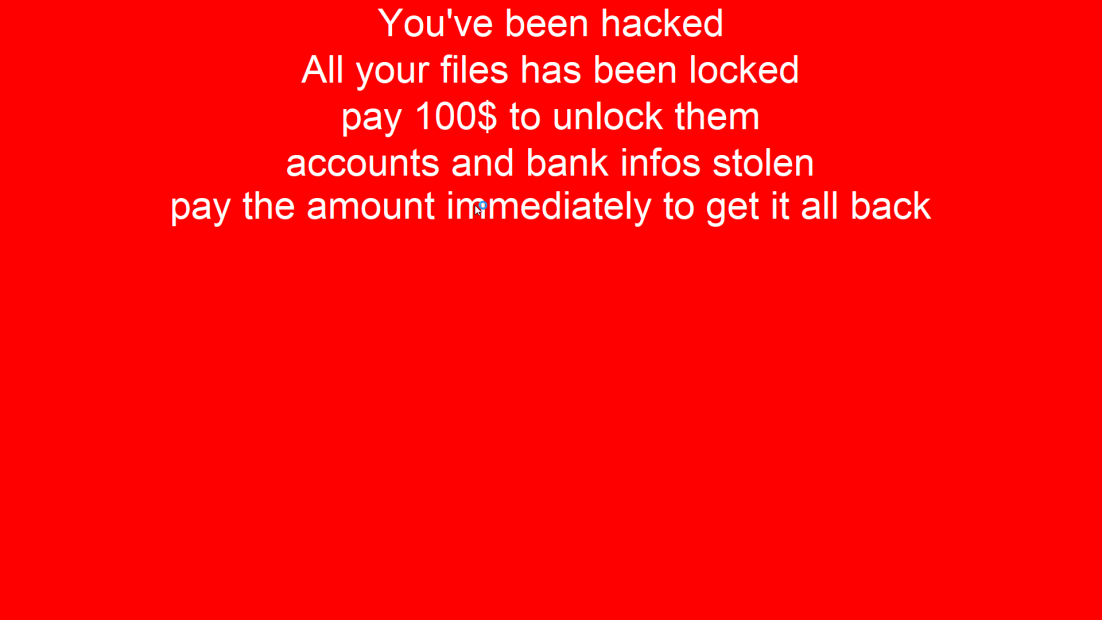 You've been hacked
All your files has been locked
pay 100$ to unlock them
accounts and bank infos stolen
pay the amount immediately to get it all back